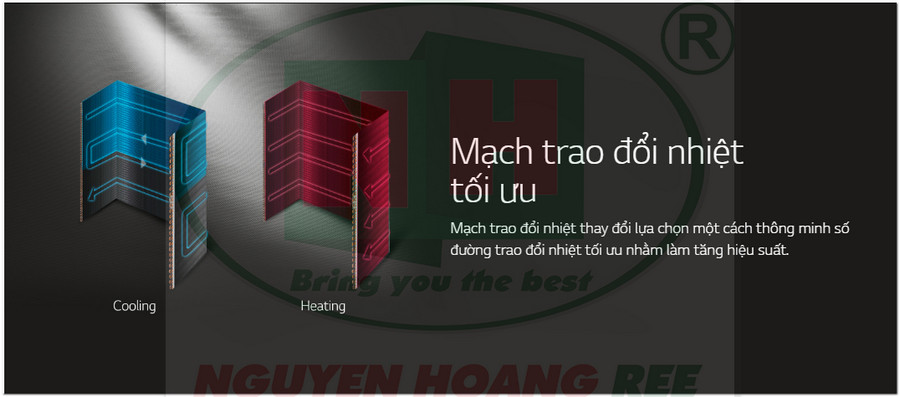 ®
NH
Mạch trao đổi nhiệt
tối ưu
Mạch trao đổi nhiệt thay đổi lựa chọn một cách thông minh số
đường trao đổi nhiệt tối ưu nhằm làm tăng hiệu suất.
Bring you the best
Cooling
Heating
NGUYEN HOANG REE